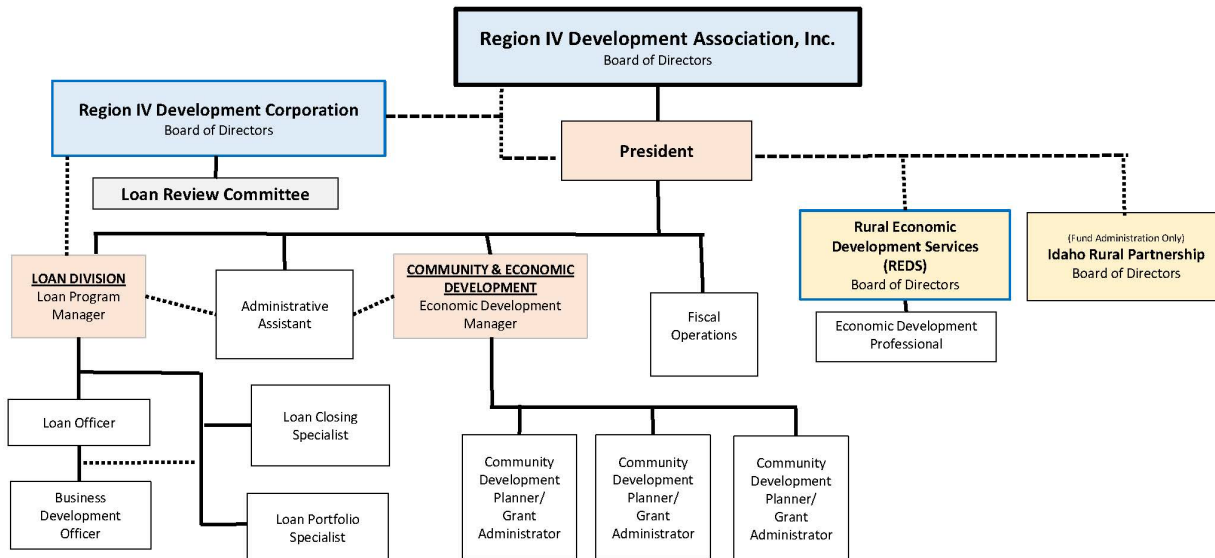 Region IV Development Association, Inc.
Board of Directors
Region IV Development Corporation
Board of Directors
President
Loan Review Committee
Rural Economic
Development Services
(REDS)
Board of Directors
(Fund Administration Only)
Idaho Rural Partnership
Board of Directors
LOAN DIVISION
Loan Program
Manager
Administrative
Assistant
COMMUNITY & ECONOMIC
DEVELOPMENT
Economic Development
Manager
Fiscal
Operations
Economic Development
Professional
Loan Officer
Loan Closing
Specialist
Business
Development
Officer
Loan Portfolio
Specialist
Community
Development
Planner/
Grant
Administrator
Community
Development
Planner/
Grant
Administrator
Community
Development
Planner/
Grant
Administrator